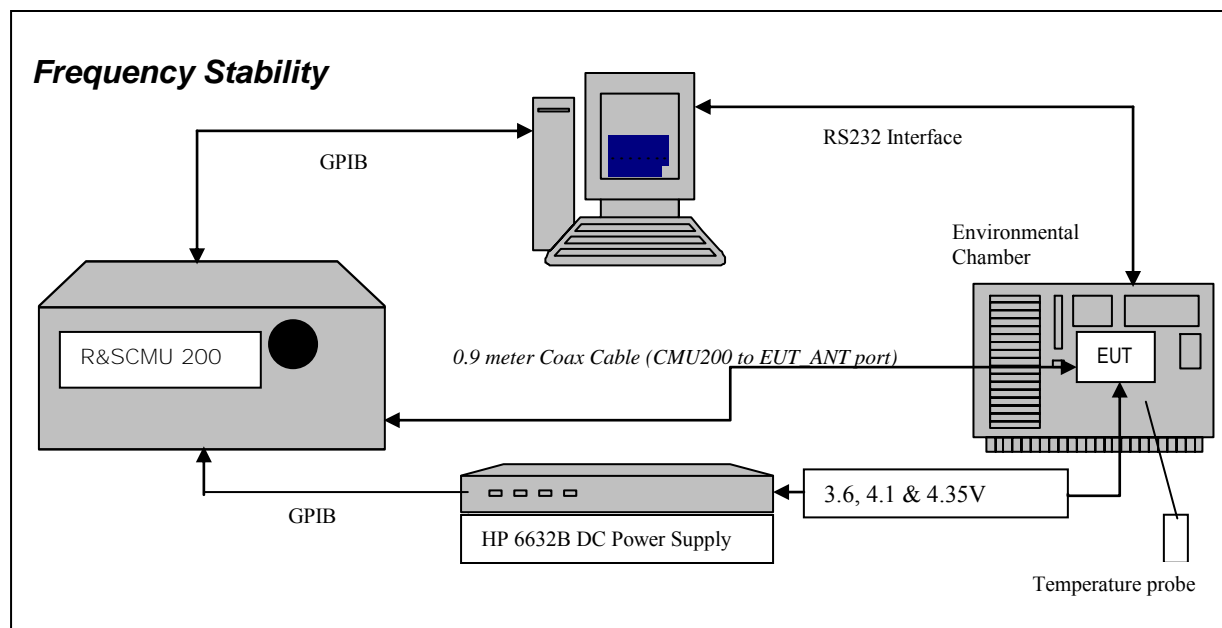 Frequency Stability
GPIB
RS232 Interface
Environmental
Chamber
R&SCMU 200
0.9 meter Coax Cable (CMU200 to EUT_ANT port)
EUT
GPIB
3.6, 4.1 & 4.35V
HP 6632B DC Power Supply
Temperature probe